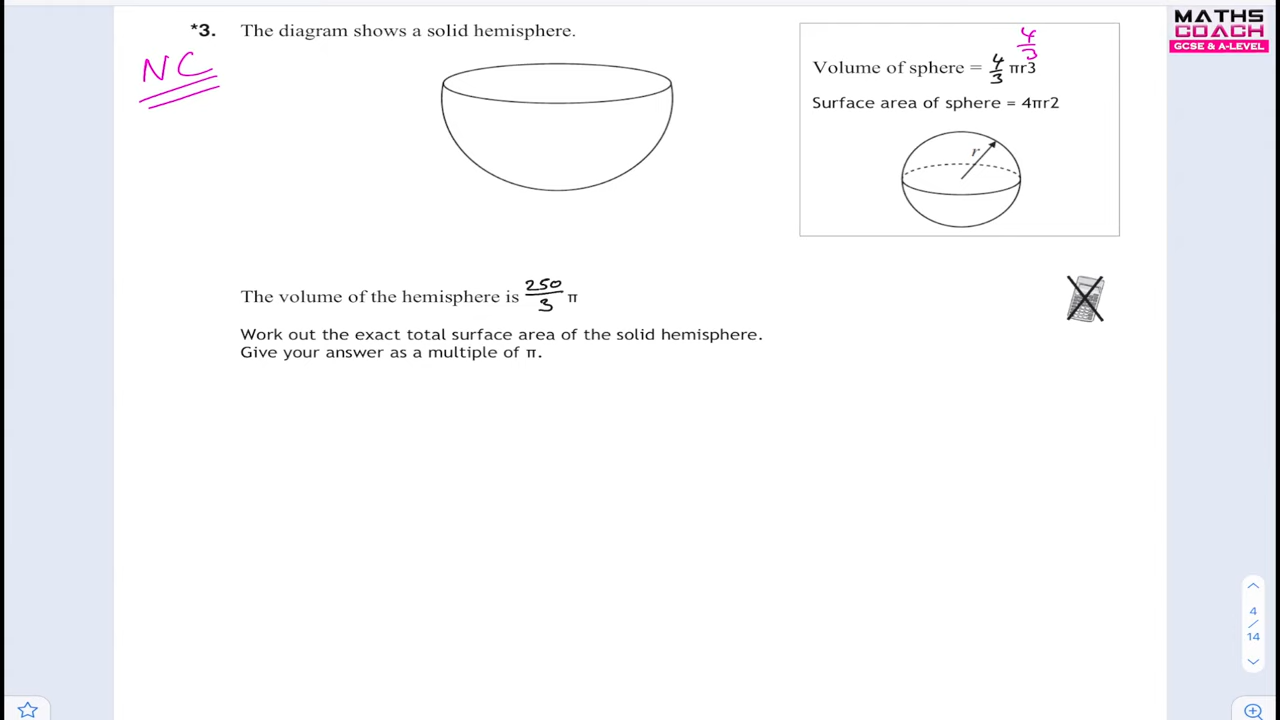 *3. The diagram shows a solid hemisphere.
NC
4/3
Volume of sphere = 4/3 πr3
Surface area of sphere = 4πr2
r
The volume of the hemisphere is 250/3 π
Work out the exact total surface area of the solid hemisphere.
Give your answer as a multiple of π.
MATHS
COACH
GCSE & A-LEVEL
4
/
14